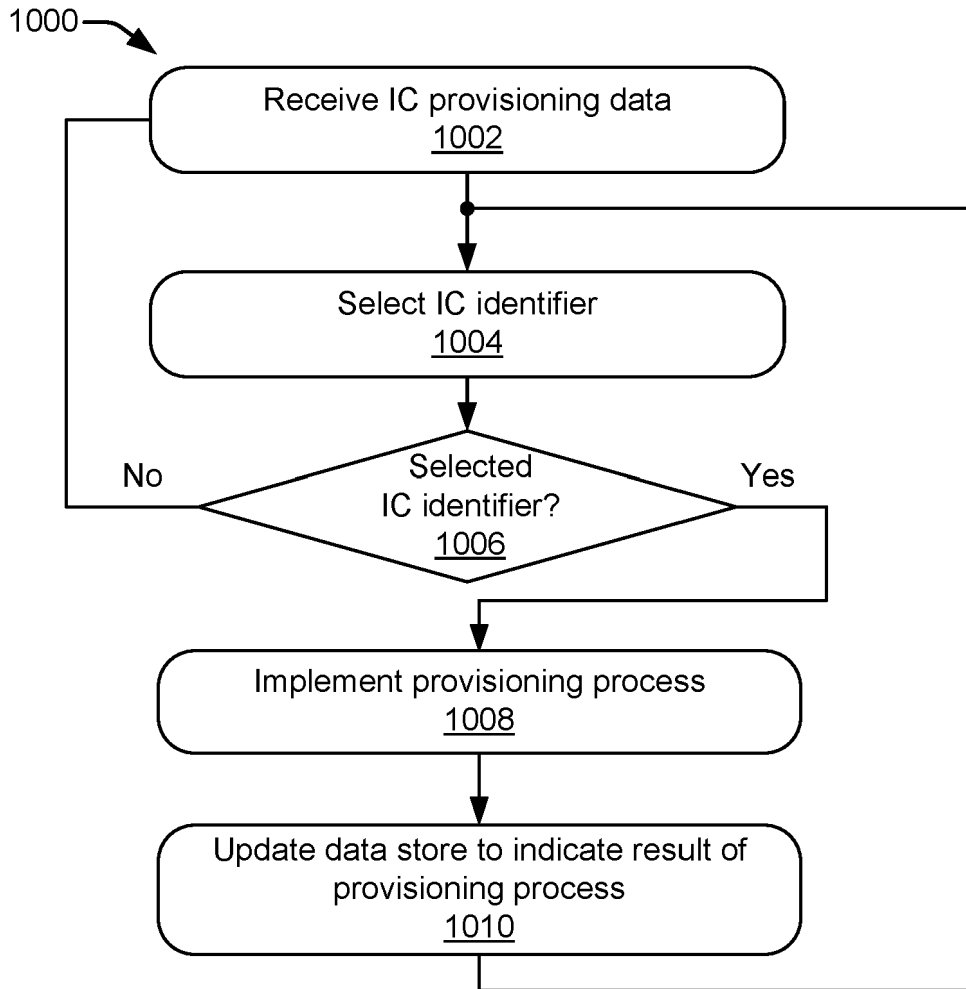 1000
Receive IC provisioning data
1002
Select IC identifier
1004
Selected
IC identifier?
1006
No
Yes
Implement provisioning process
1008
Update data store to indicate result of
provisioning process
1010